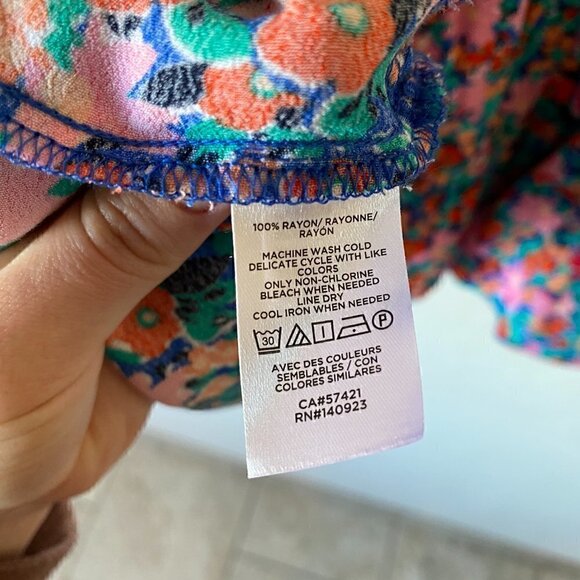 100% RAYON/ RAYONNE/
RAYÓN
MACHINE WASH COLD
DELICATE CYCLE WITH LIKE
COLORS
ONLY NON-CHLORINE
BLEACH WHEN NEEDED
LINE DRY
COOL IRON WHEN NEEDED
30 P
AVEC DES COULEURS
SEMBLABLES / CON
COLORES SIMILARES
CA#57421
RN#140923